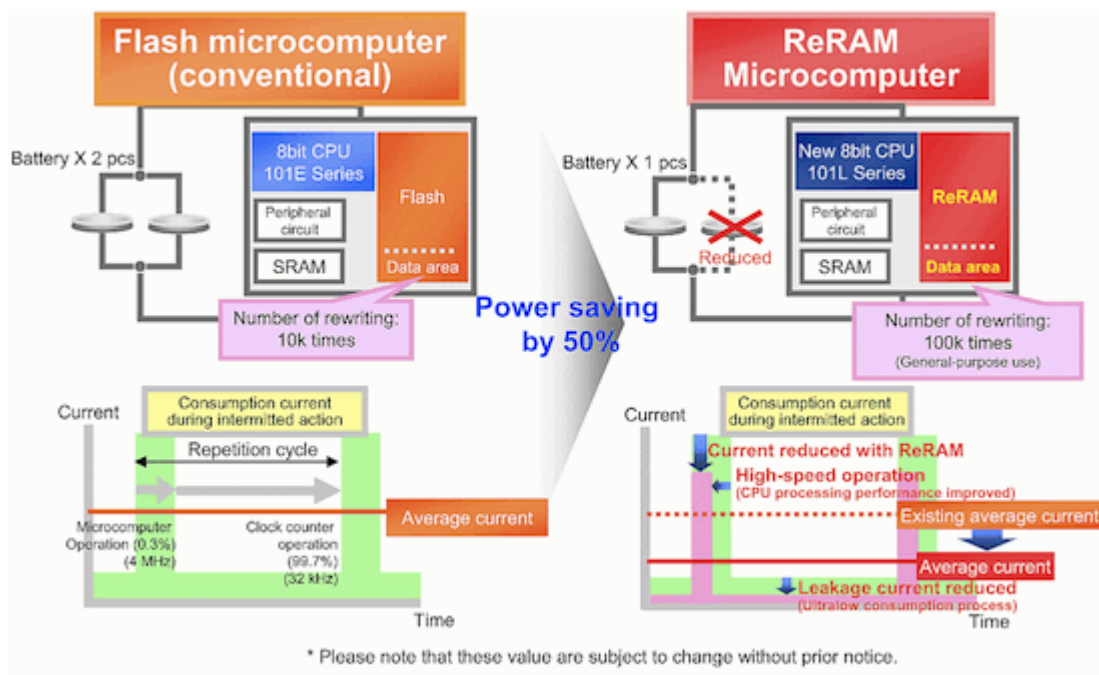 Flash microcomputer
(conventional)
Battery X 2 pcs
8bit CPU
101E Series
Flash
Peripheral
circuit
SRAM
Data area
Number of rewriting:
10k times
ReRAM
Microcomputer
Battery X 1 pcs
New 8bit CPU
101L Series
ReRAM
Peripheral
circuit
Reduced
SRAM
Data area
Number of rewriting:
100k times
(General-purpose use)
Power saving
by 50%
Current
Consumption current
during intermitted action
Repetition cycle
Average current
Microcomputer
Operation (0.3%)
(4 MHz)
Clock counter
operation
(99.7%)
(32 kHz)
Time
Current
Consumption current
during intermitted action
Current reduced with ReRAM
High-speed operation
(CPU processing performance improved)
Existing average current
Average current
Leakage current reduced
(Ultralow consumption process)
Time
* Please note that these value are subject to change without prior notice.